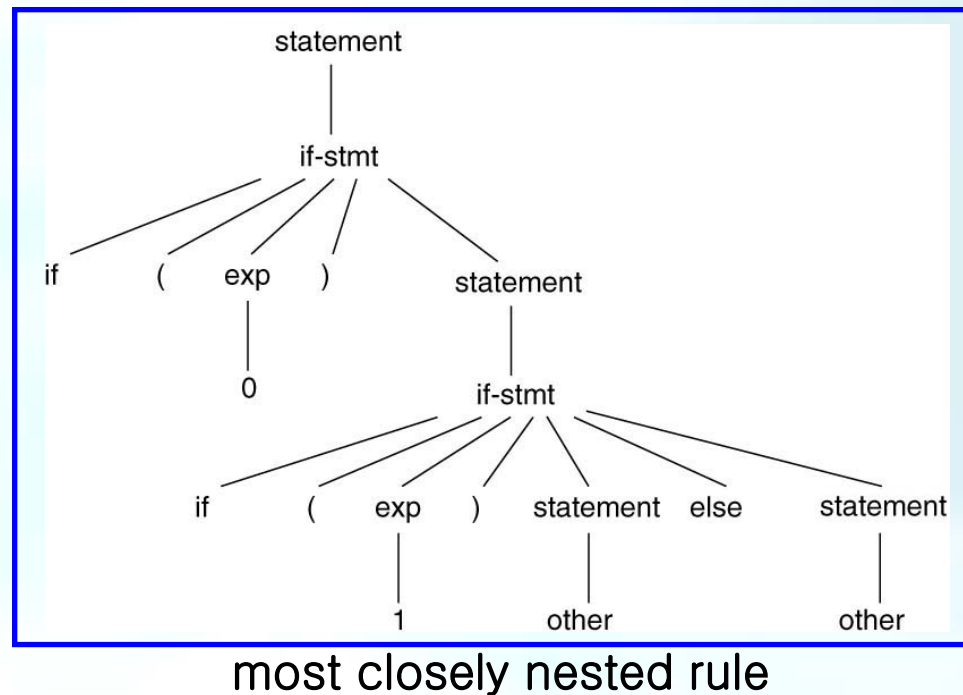 statement
if-stmt
if ( exp ) statement
0
if-stmt
if ( exp ) statement else statement
1 other other
most closely nested rule